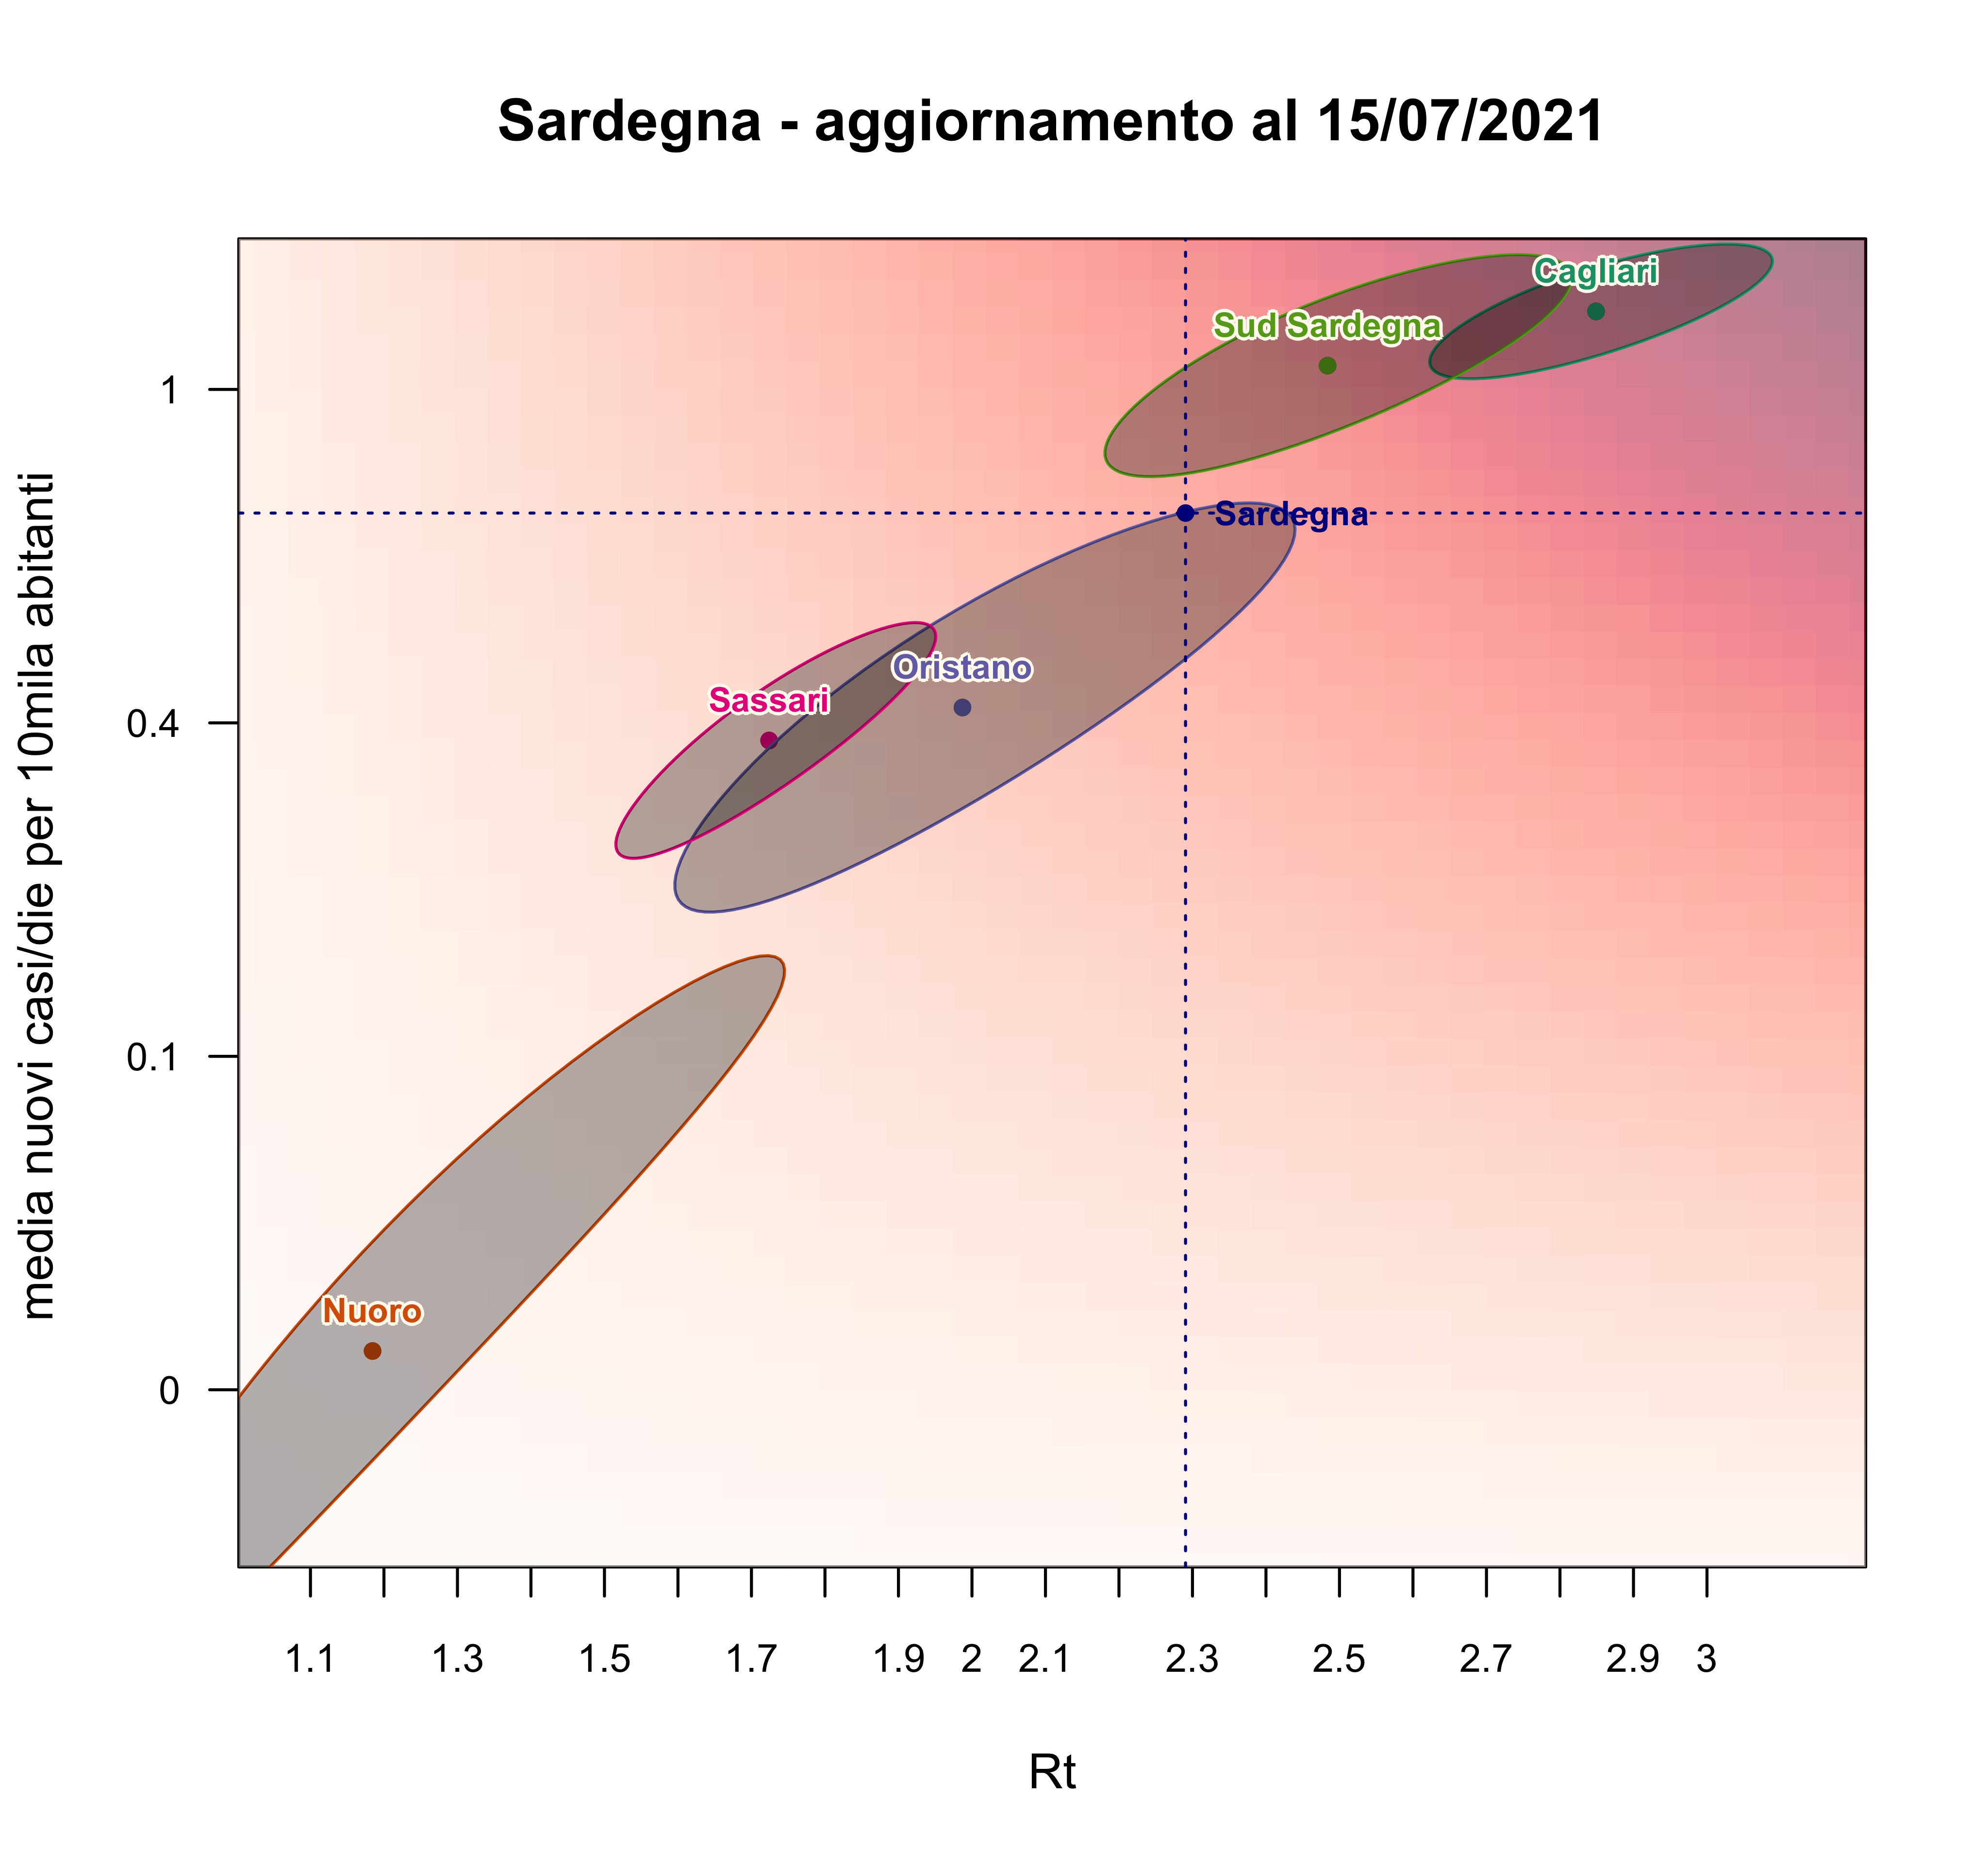 Sardegna - aggiornamento al 15/07/2021
media nuovi casi/die per 10mila abitanti
1
0.4
0.1
0
Cagliari
Sud Sardegna
Sardegna
Oristano
Sassari
Nuoro
1.1 1.3 1.5 1.7 1.9 2 2.1 2.3 2.5 2.7 2.9 3
Rt